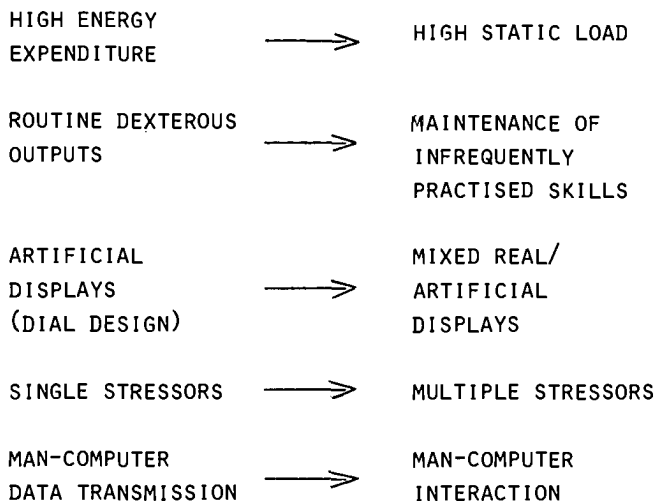 HIGH ENERGY
EXPENDITURE
HIGH STATIC LOAD
ROUTINE DEXTEROUS
OUTPUTS
MAINTENANCE OF
INFREQUENTLY
PRACTISED SKILLS
ARTIFICIAL
DISPLAYS
(DIAL DESIGN)
MIXED REAL/
ARTIFICIAL
DISPLAYS
SINGLE STRESSORS
MULTIPLE STRESSORS
MAN-COMPUTER
DATA TRANSMISSION
MAN-COMPUTER
INTERACTION